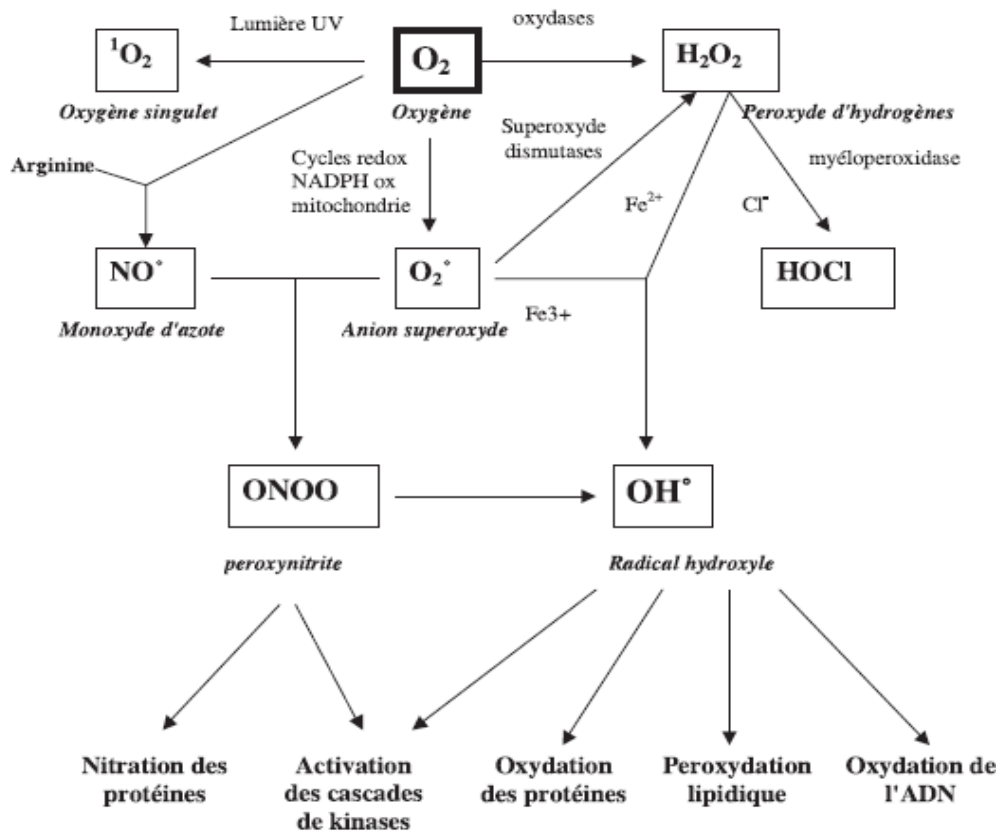 Lumière UV
oxydases
¹O₂
O₂
H₂O₂
Oxygène singulet
Oxygène
Peroxyde d'hydrogènes
Arginine
Cycles redox
NADPH ox
mitochondrie
Superoxyde
dismutases
myéloperoxidase
Fe²⁺
Cl⁻
NO°
O₂°
HOCl
Monoxyde d'azote
Anion superoxyde
Fe3+
ONOO
OH°
peroxynitrite
Radical hydroxyle
Nitration des
protéines
Activation
des cascades
de kinases
Oxydation
des protéines
Peroxydation
lipidique
Oxydation de
l'ADN